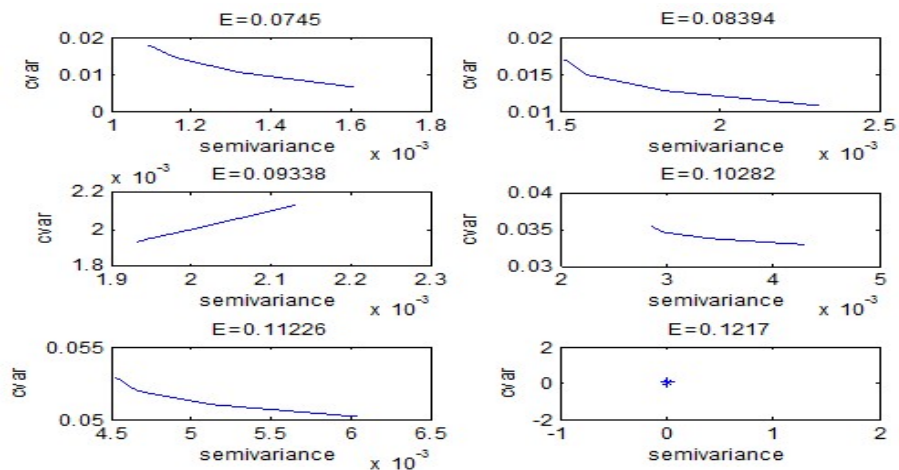 E=0.0745
0.02
0.01
0
cvar
1 1.2 1.4 1.6 1.8
semivariance
x 10^-3
E=0.08394
0.02
0.015
0.01
cvar
1.5 2 2.5
semivariance
x 10^-3
x 10^-3
E=0.09338
2.2
2
1.8
cvar
1.9 2 2.1 2.2 2.3
semivariance
x 10^-3
E=0.10282
0.04
0.035
0.03
cvar
2 3 4 5
semivariance
x 10^-3
E=0.11226
0.055
0.05
cvar
4.5 5 5.5 6 6.5
semivariance
x 10^-3
E=0.1217
2
0
-2
cvar
-1 0 1 2
semivariance